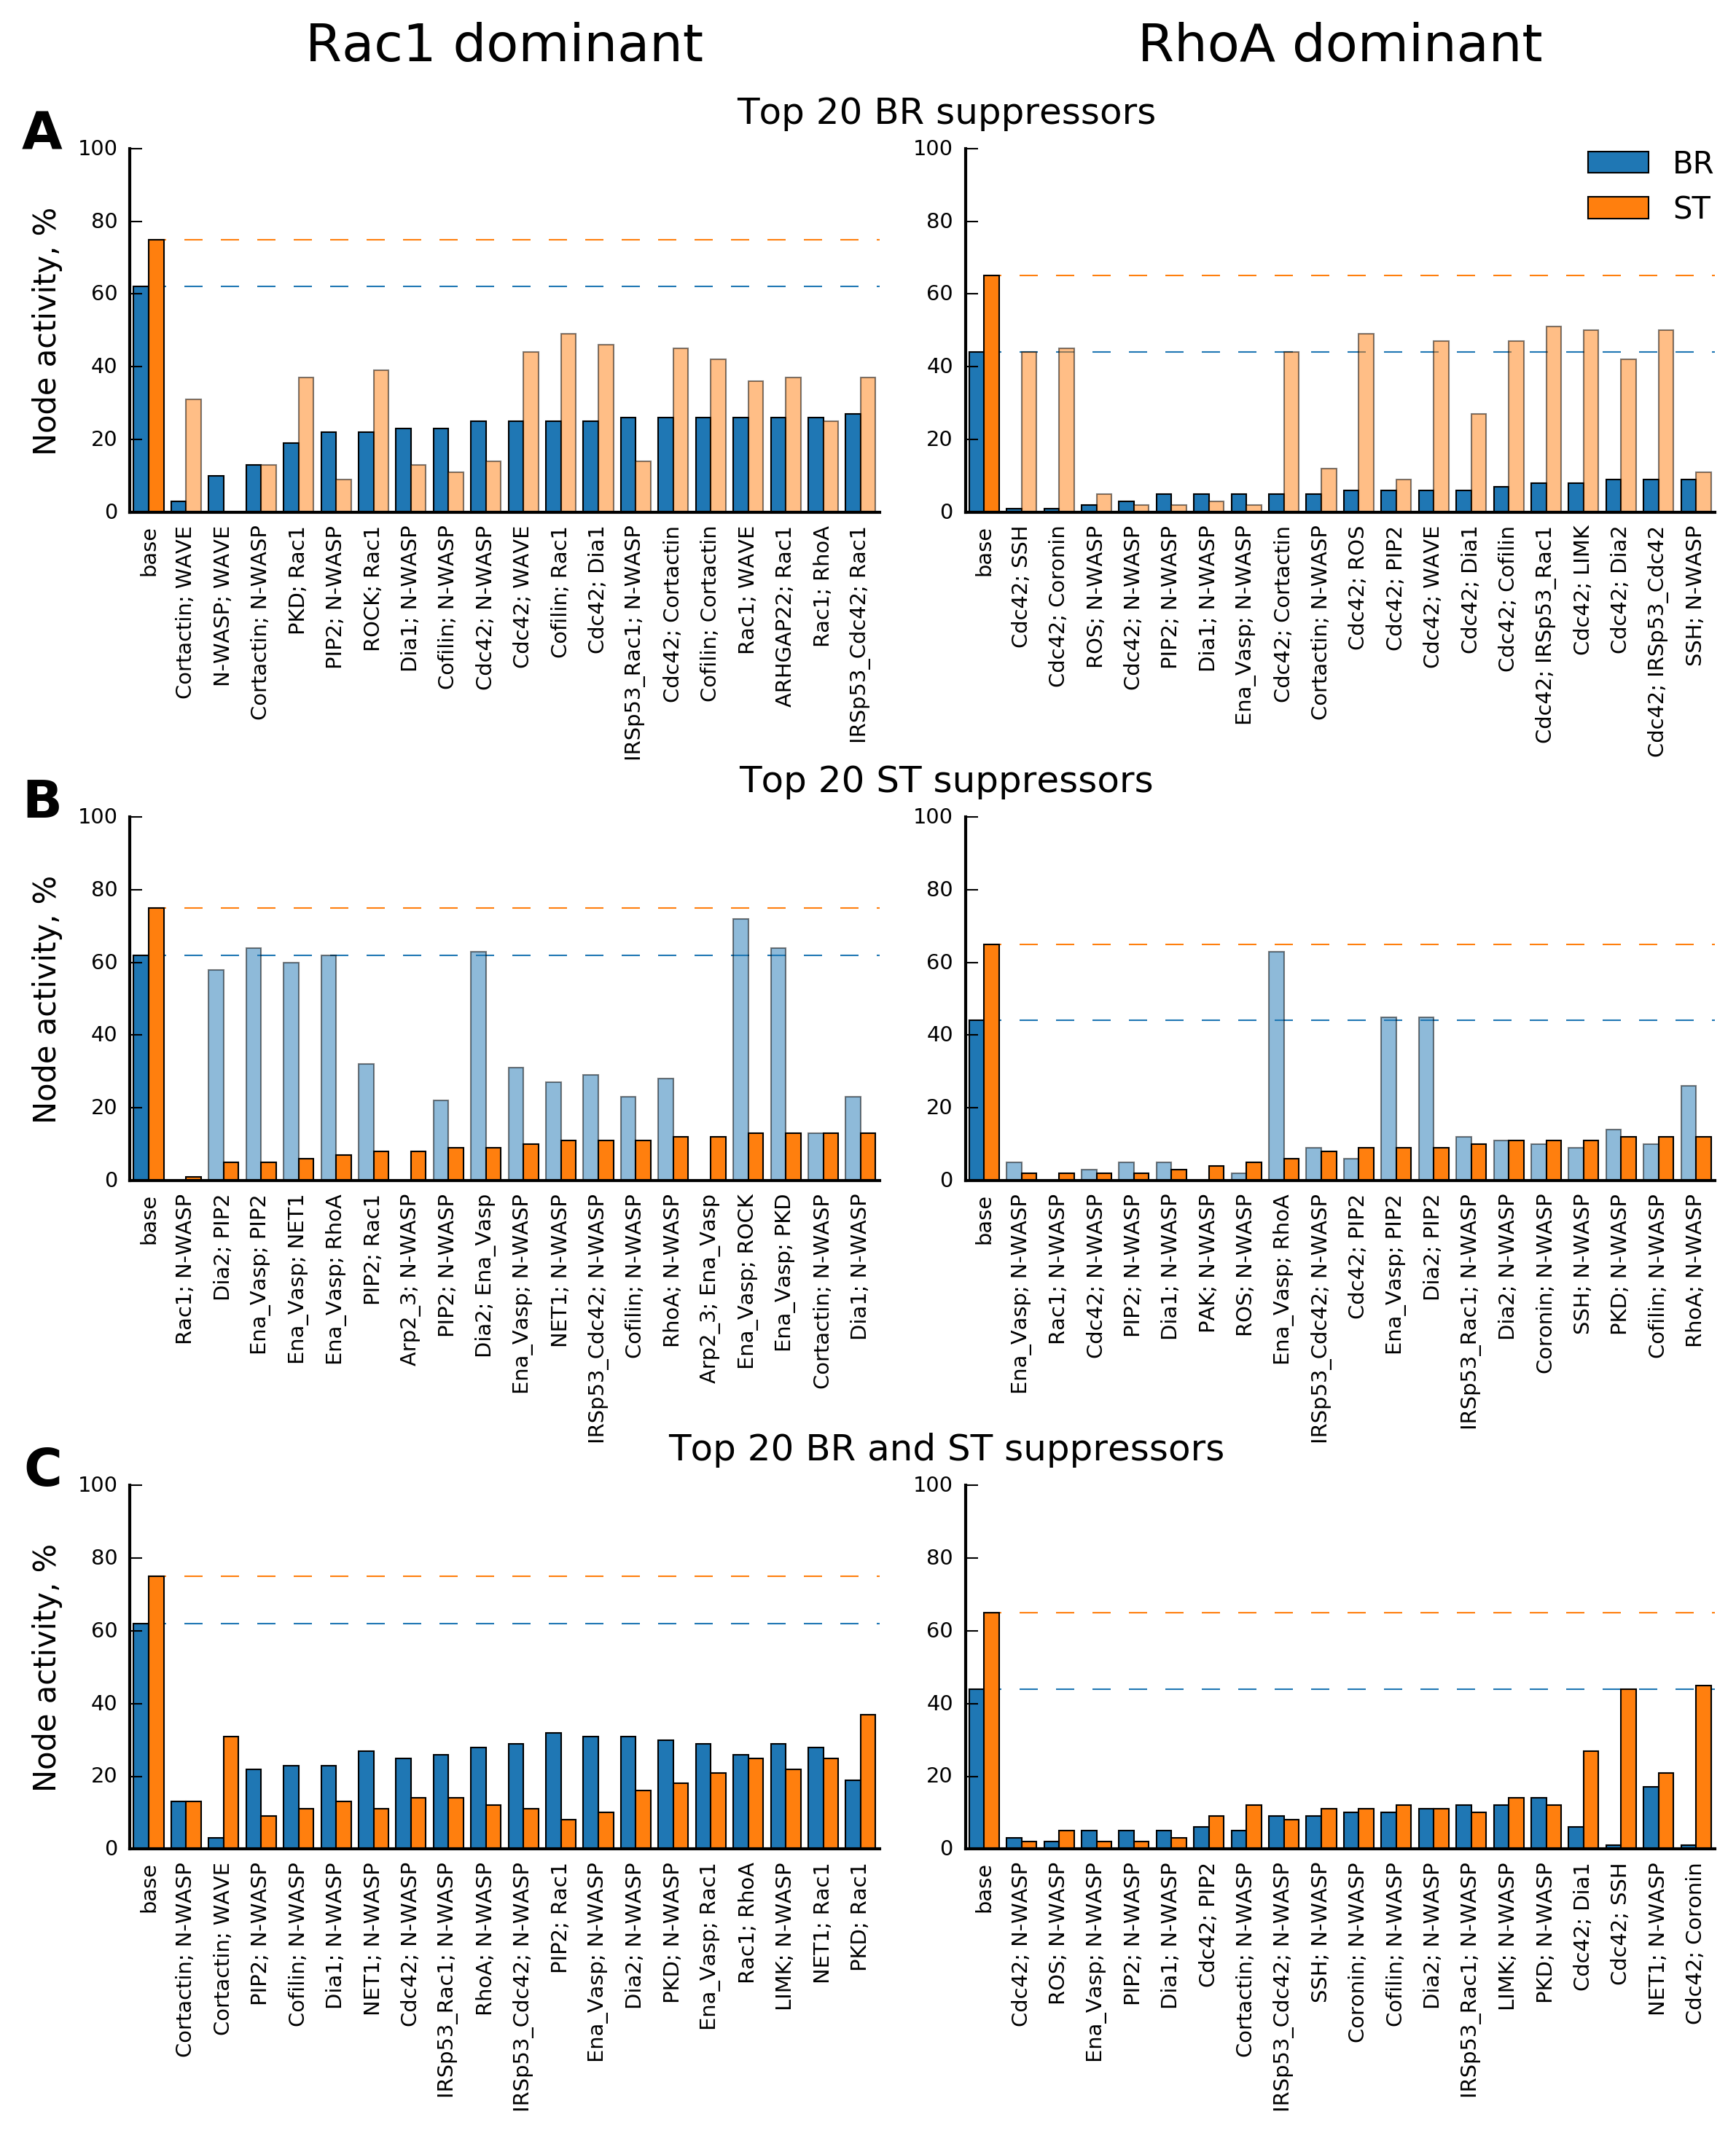 Rac1 dominant
RhoA dominant
Top 20 BR suppressors
A
Node activity, %
100
80
60
40
20
0
base
Cortactin; WAVE
N-WASP; WAVE
Cortactin; N-WASP
PKD; Rac1
PIP2; N-WASP
ROCK; Rac1
Dia1; N-WASP
Cofilin; N-WASP
Cdc42; N-WASP
Cdc42; WAVE
Cofilin; Rac1
Cdc42; Dia1
IRSp53_Rac1; N-WASP
Cdc42; Cortactin
Cofilin; Cortactin
Rac1; WAVE
ARHGAP22; Rac1
Rac1; RhoA
IRSp53_Cdc42; Rac1
100
80
60
40
20
0
BR
ST
base
Cdc42; SSH
Cdc42; Coronin
ROS; N-WASP
Cdc42; N-WASP
PIP2; N-WASP
Dia1; N-WASP
Ena_Vasp; N-WASP
Cdc42; Cortactin
Cortactin; N-WASP
Cdc42; ROS
Cdc42; PIP2
Cdc42; WAVE
Cdc42; Dia1
Cdc42; Cofilin
Cdc42; IRSp53_Rac1
Cdc42; LIMK
Cdc42; Dia2
Cdc42; IRSp53_Cdc42
SSH; N-WASP
Top 20 ST suppressors
B
Node activity, %
100
80
60
40
20
0
base
Rac1; N-WASP
Dia2; PIP2
Ena_Vasp; PIP2
Ena_Vasp; NET1
Ena_Vasp; RhoA
PIP2; Rac1
Arp2_3; N-WASP
PIP2; N-WASP
Dia2; Ena_Vasp
Ena_Vasp; N-WASP
NET1; N-WASP
IRSp53_Cdc42; N-WASP
Cofilin; N-WASP
RhoA; N-WASP
Arp2_3; Ena_Vasp
Ena_Vasp; ROCK
Ena_Vasp; PKD
Cortactin; N-WASP
Dia1; N-WASP
100
80
60
40
20
0
base
Ena_Vasp; N-WASP
Rac1; N-WASP
Cdc42; N-WASP
PIP2; N-WASP
Dia1; N-WASP
PAK; N-WASP
ROS; N-WASP
Ena_Vasp; RhoA
IRSp53_Cdc42; N-WASP
Cdc42; PIP2
Ena_Vasp; PIP2
Dia2; PIP2
IRSp53_Rac1; N-WASP
Dia2; N-WASP
Coronin; N-WASP
SSH; N-WASP
PKD; N-WASP
Cofilin; N-WASP
RhoA; N-WASP
Top 20 BR and ST suppressors
C
Node activity, %
100
80
60
40
20
0
base
Cortactin; N-WASP
Cortactin; WAVE
PIP2; N-WASP
Cofilin; N-WASP
Dia1; N-WASP
NET1; N-WASP
Cdc42; N-WASP
IRSp53_Rac1; N-WASP
RhoA; N-WASP
IRSp53_Cdc42; N-WASP
PIP2; Rac1
Ena_Vasp; N-WASP
Dia2; N-WASP
PKD; N-WASP
Ena_Vasp; Rac1
Rac1; RhoA
LIMK; N-WASP
NET1; Rac1
PKD; Rac1
100
80
60
40
20
0
base
Cdc42; N-WASP
ROS; N-WASP
Ena_Vasp; N-WASP
PIP2; N-WASP
Dia1; N-WASP
Cdc42; PIP2
Cortactin; N-WASP
IRSp53_Cdc42; N-WASP
SSH; N-WASP
Coronin; N-WASP
Cofilin; N-WASP
Dia2; N-WASP
IRSp53_Rac1; N-WASP
LIMK; N-WASP
PKD; N-WASP
Cdc42; Dia1
Cdc42; SSH
NET1; N-WASP
Cdc42; Coronin